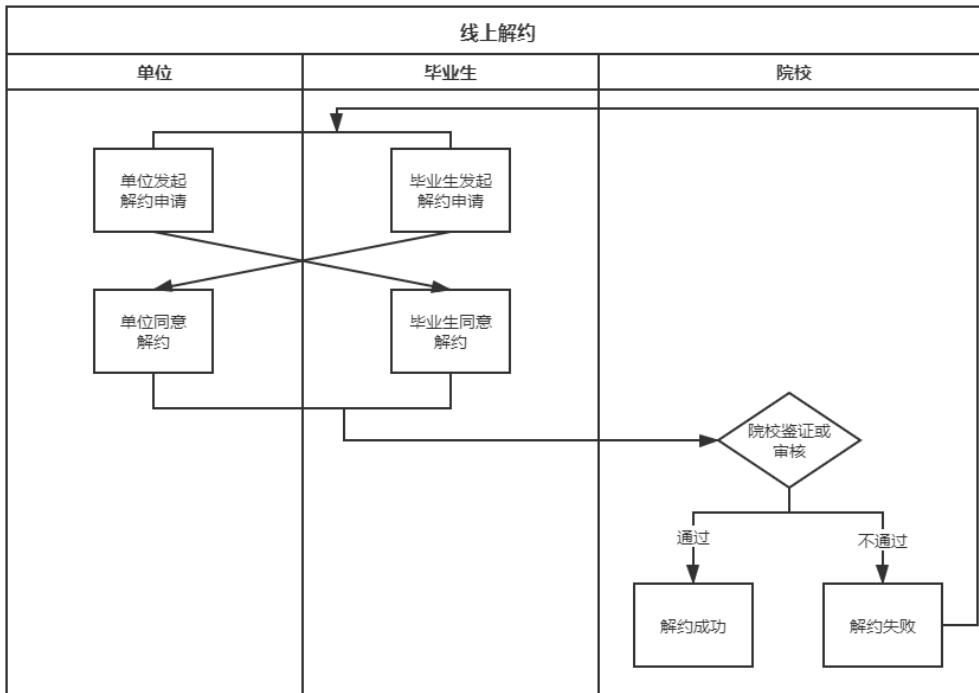 线上解约
单位
毕业生
院校
单位发起
解约申请
毕业生发起
解约申请
单位同意
解约
毕业生同意
解约
院校鉴证或
审核
通过
不通过
解约成功
解约失败